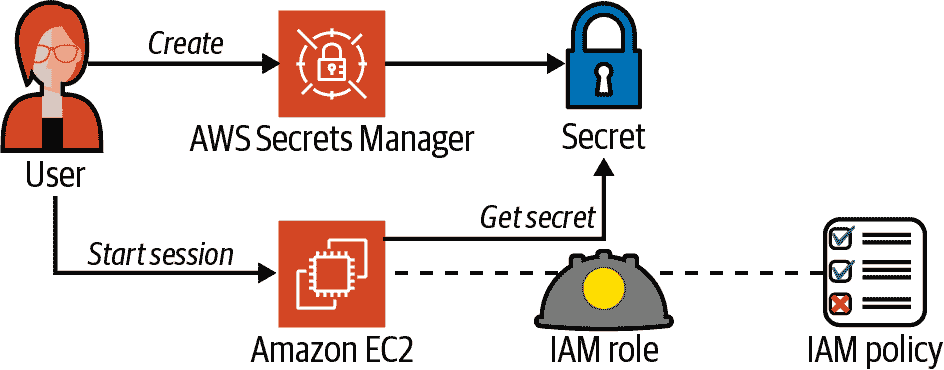 Create
AWS Secrets Manager
Secret
User
Start session
Get secret
Amazon EC2
IAM role
IAM policy